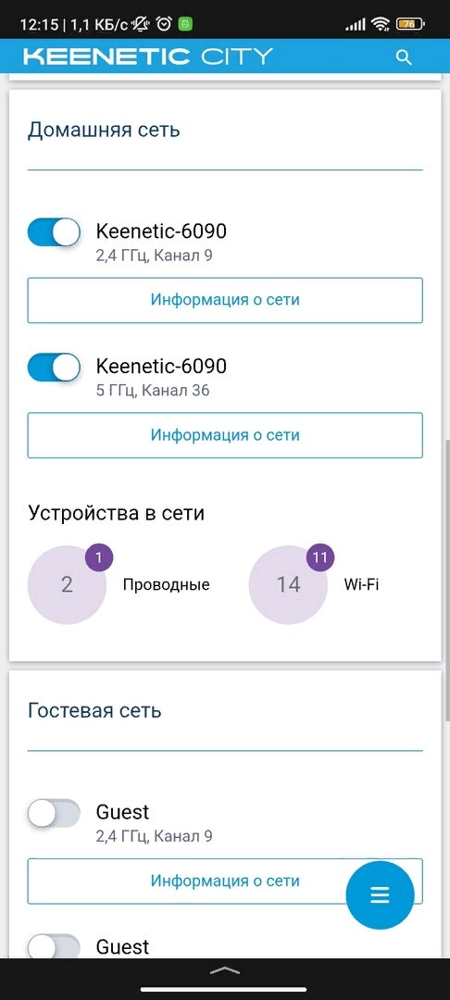 12:15 | 1,1 КБ/с
76
KEENETIC CITY
Домашняя сеть
Keenetic-6090
2,4 ГГц, Канал 9
Информация о сети
Keenetic-6090
5 ГГц, Канал 36
Информация о сети
Устройства в сети
2 1 Проводные 14 11 Wi-Fi
Гостевая сеть
Guest
2,4 ГГц, Канал 9
Информация о сети
Guest